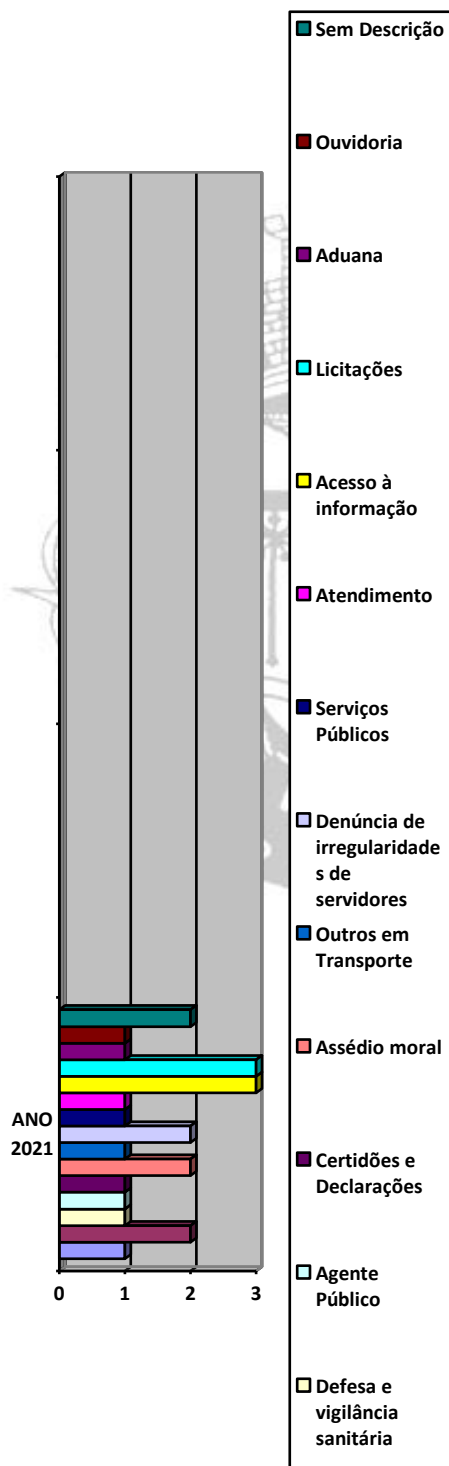 Sem Descrição
Ouvidoria
Aduana
Licitações
Acesso à
informação
Atendimento
Serviços
Públicos
Denúncia de
irregularidade
s de
servidores
Outros em
Transporte
Assédio moral
Certidões e
Declarações
Agente
Público
Defesa e
vigilância
sanitária
ANO
2021
0 1 2 3